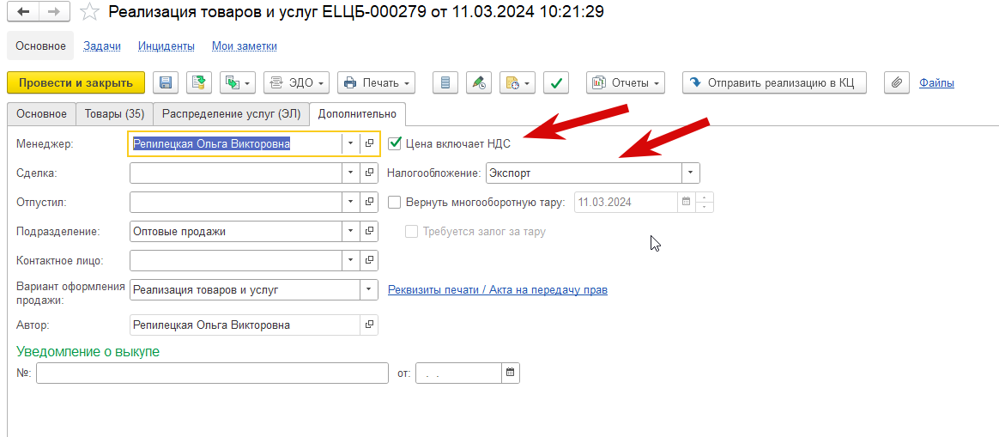 Реализация товаров и услуг ELЦБ-000279 от 11.03.2024 10:21:29
Основное Задачи Инциденты Мои заметки
Провести и закрыть ЭДО Печать Отчеты Отправить реализацию в КЦ Файлы
Основное Товары (35) Распределение услуг (ЭЛ) Дополнительно
Менеджер: Репилецкая Ольга Викторовна Цена включает НДС
Сделка: Налогообложение: Экспорт
Отпустил: Вернуть многооборотную тару: 11.03.2024
Подразделение: Оптовые продажи Требуется залог за тару
Контактное лицо:
Вариант оформления
продажи: Реализация товаров и услуг Реквизиты печати / Акта на передачу прав
Автор: Репилецкая Ольга Викторовна
Уведомление о выкупе
№: от: . .